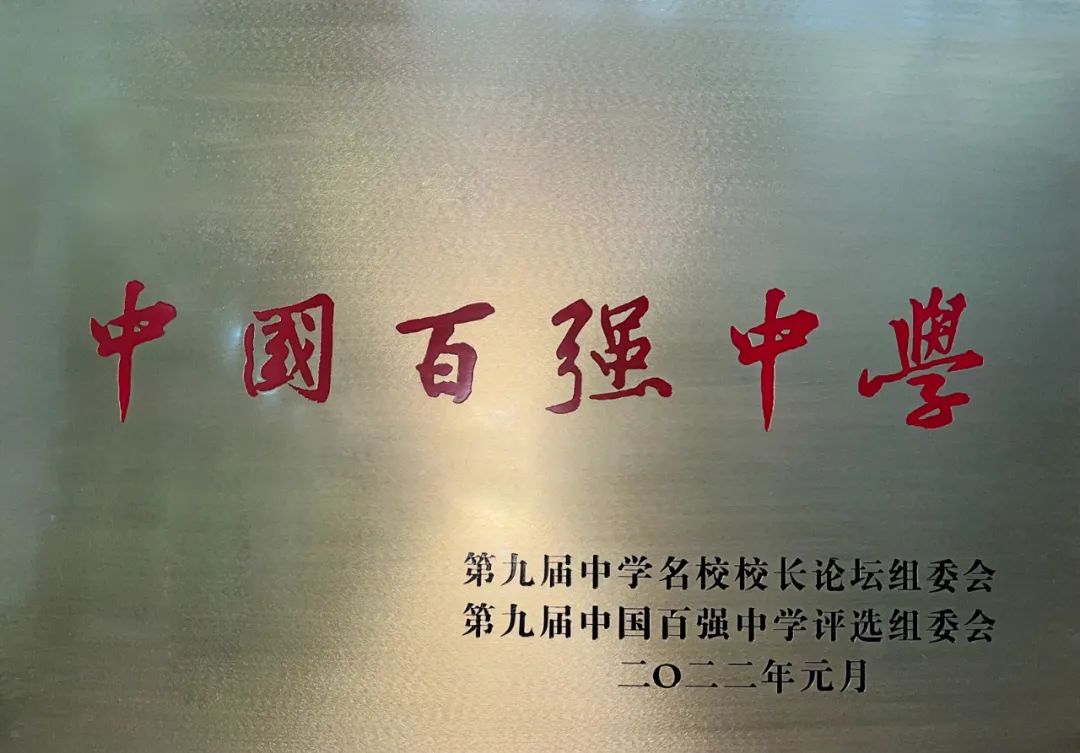 中國百强中學
第九届中学名校校长论坛组委会
第九届中国百强中学评选组委会
二〇二二年元月